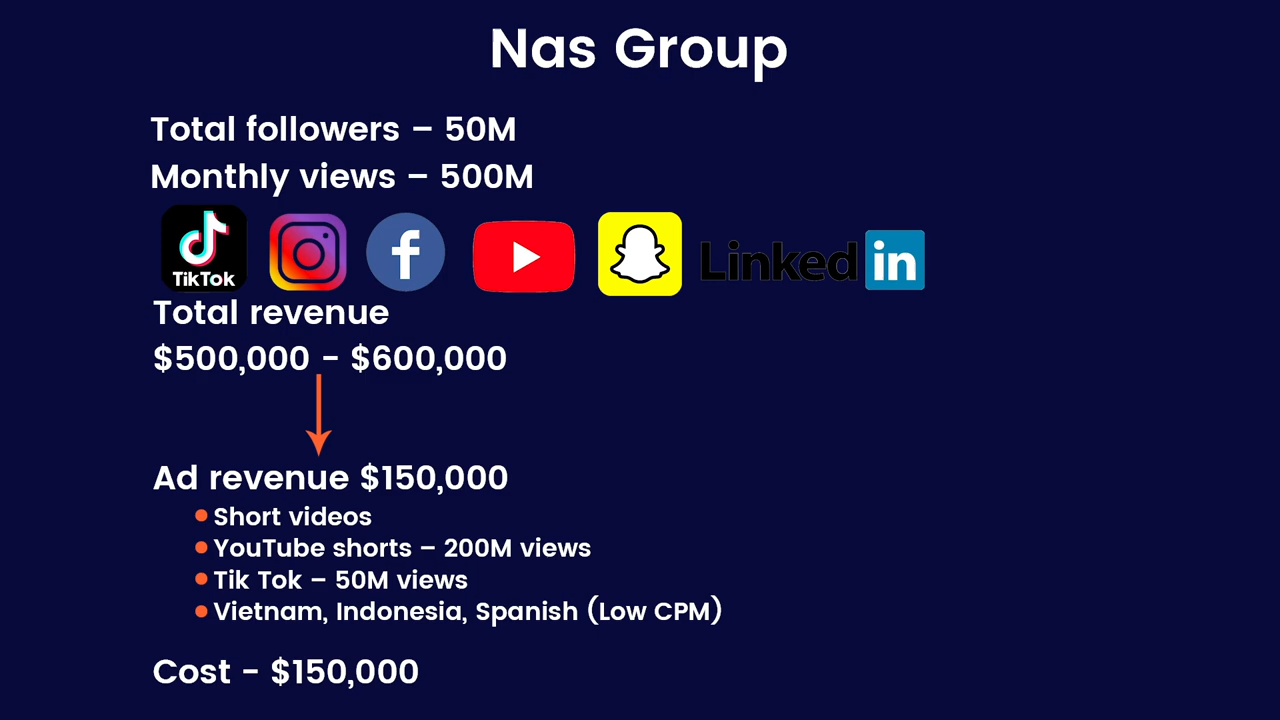 Nas Group
Total followers – 50M
Monthly views – 500M
TikTok
f
Linked in
Total revenue
$500,000 - $600,000
Ad revenue $150,000
Short videos
YouTube shorts – 200M views
Tik Tok – 50M views
Vietnam, Indonesia, Spanish (Low CPM)
Cost - $150,000